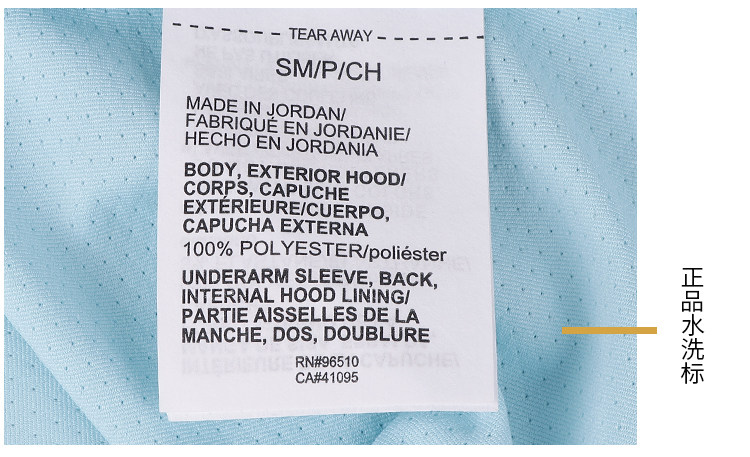 TEAR AWAY
SM/P/CH
MADE IN JORDAN/
FABRIQUÉ EN JORDANIE/
HECHO EN JORDANIA
BODY, EXTERIOR HOOD/
CORPS, CAPUCHE
EXTÉRIEURE/CUERPO,
CAPUCHA EXTERNA
100% POLYESTER/poliéster
UNDERARM SLEEVE, BACK,
INTERNAL HOOD LINING/
PARTIE AISSELLES DE LA
MANCHE, DOS, DOUBLURE
RN#96510
CA#41095
正品水洗标